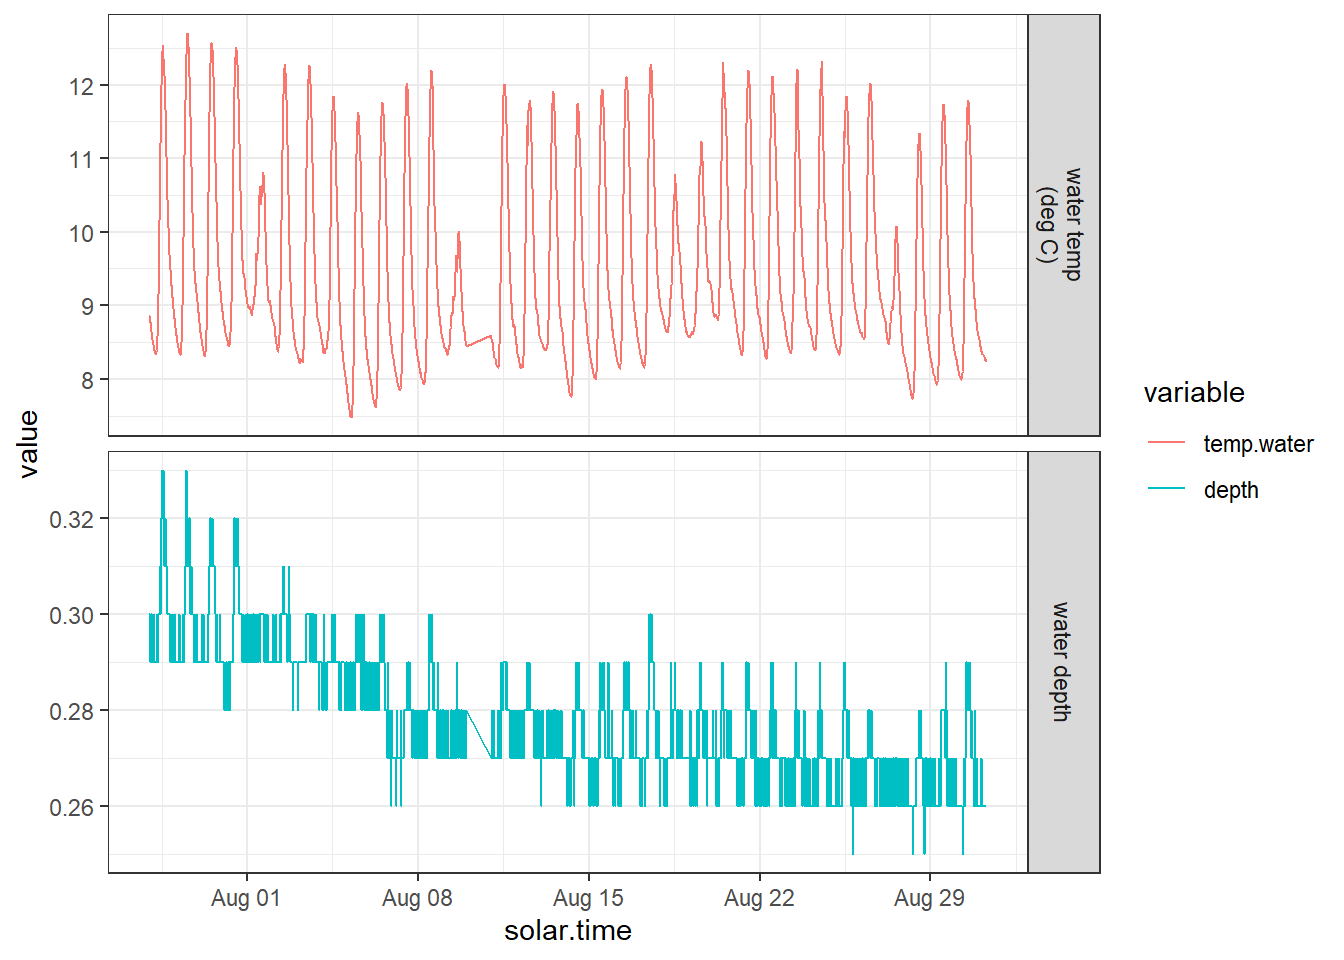 value
12
11
10
9
8
water temp
(deg C)
0.32
0.30
0.28
0.26
water depth
Aug 01
Aug 08
Aug 15
Aug 22
Aug 29
solar.time
variable
temp.water
depth